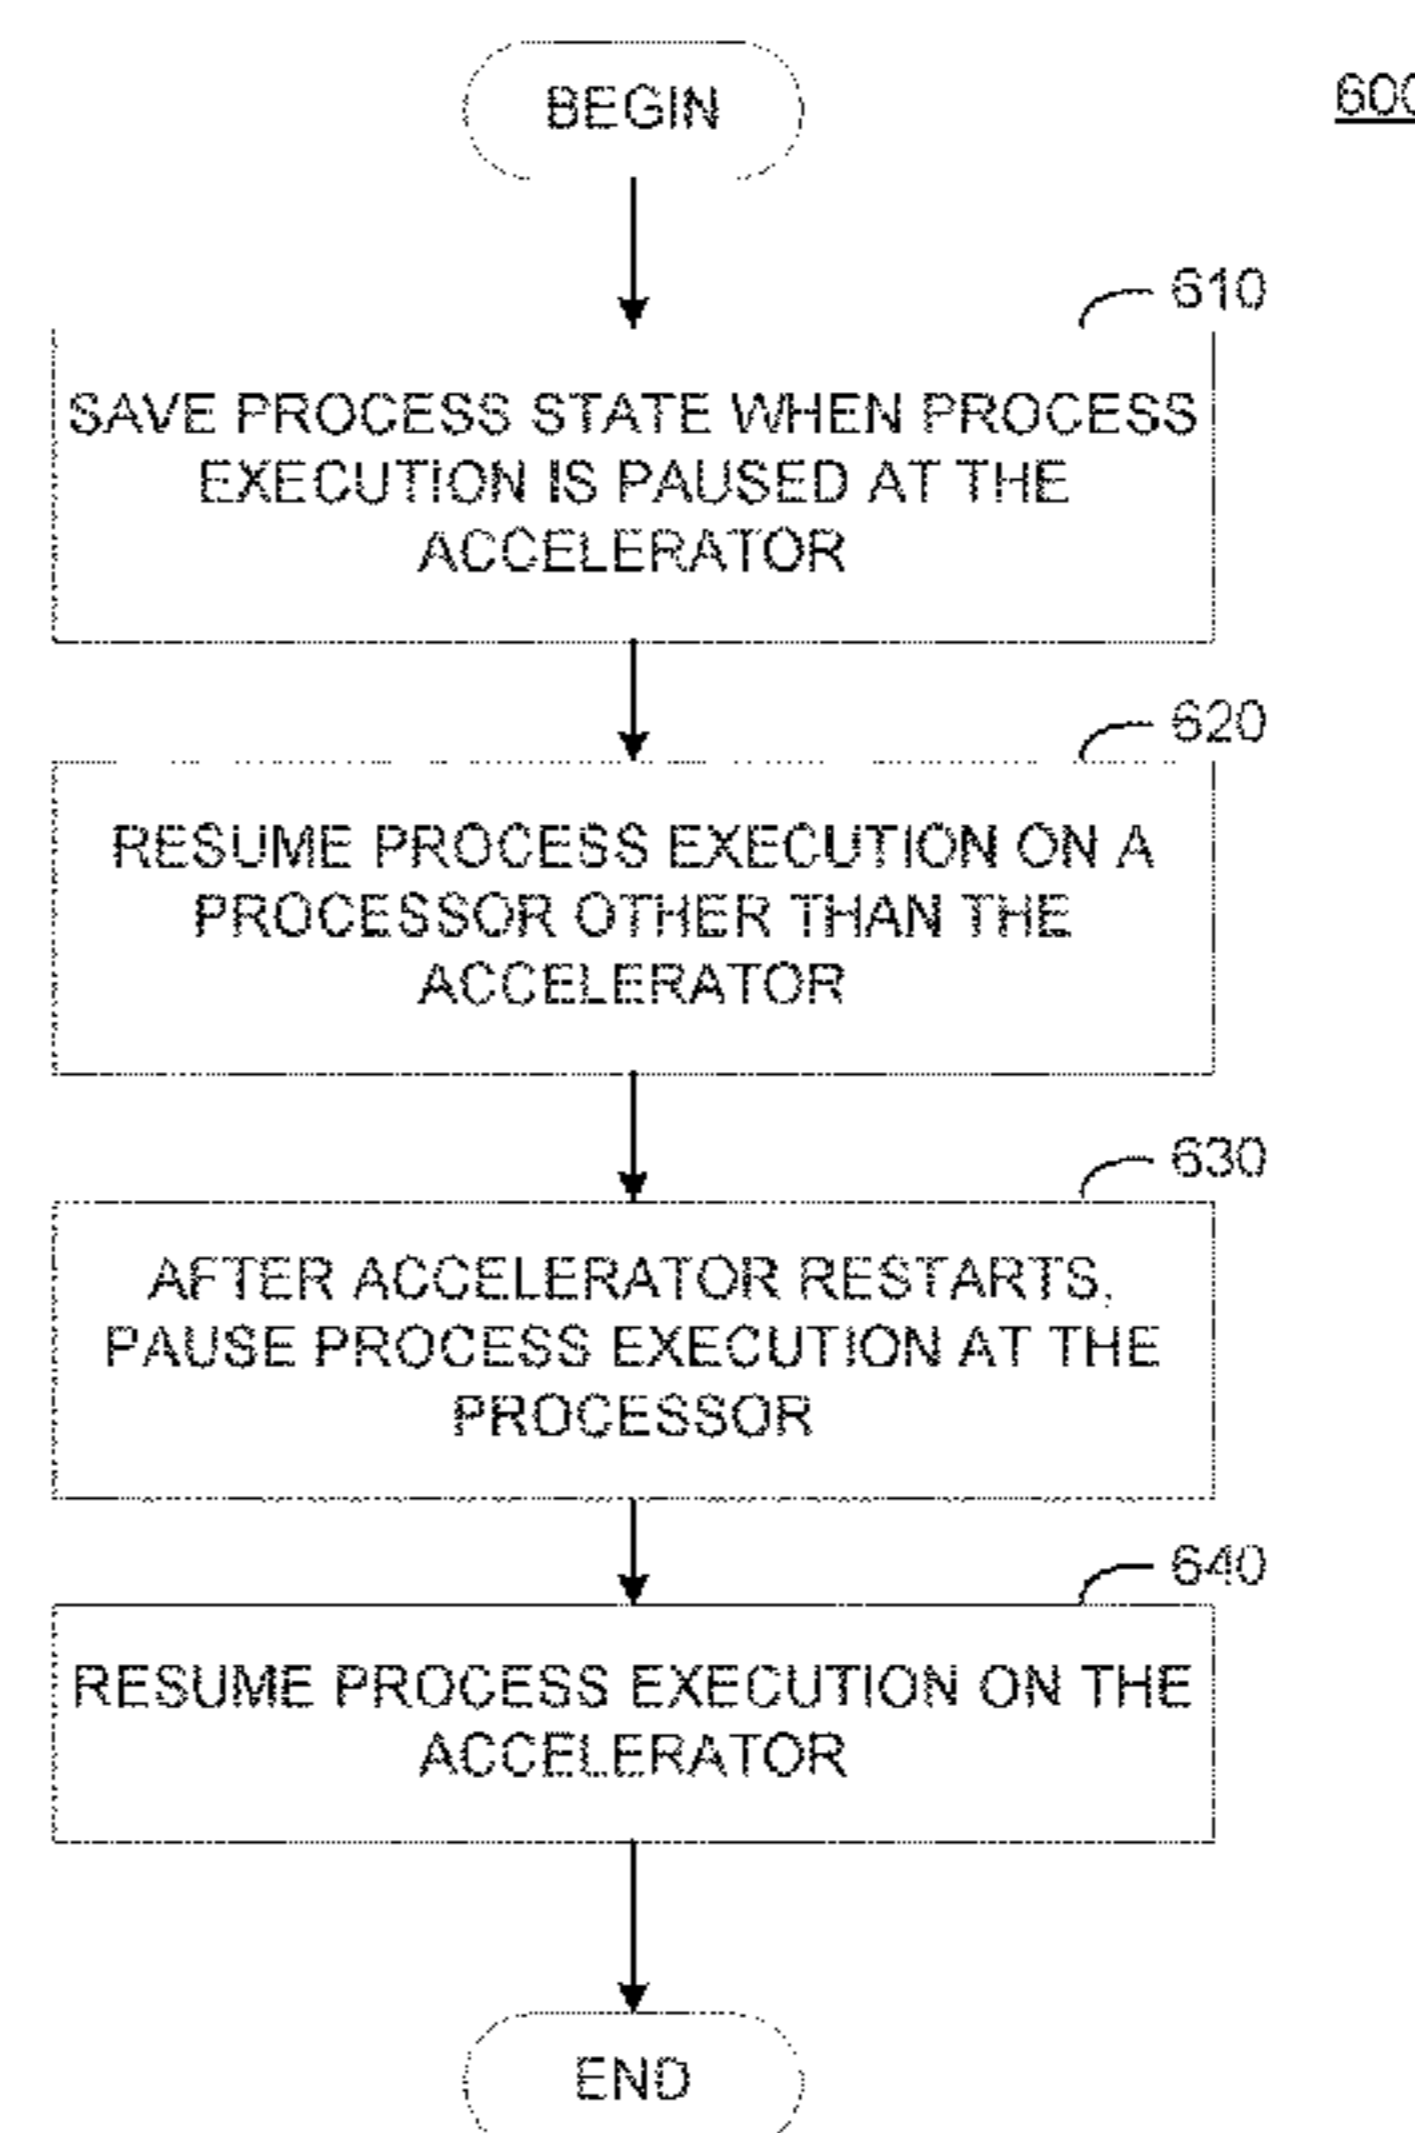 BEGIN
600
610
SAVE PROCESS STATE WHEN PROCESS
EXECUTION IS PAUSED AT THE
ACCELERATOR
620
RESUME PROCESS EXECUTION ON A
PROCESSOR OTHER THAN THE
ACCELERATOR
630
AFTER ACCELERATOR RESTARTS,
PAUSE PROCESS EXECUTION AT THE
PROCESSOR
640
RESUME PROCESS EXECUTION ON THE
ACCELERATOR
END